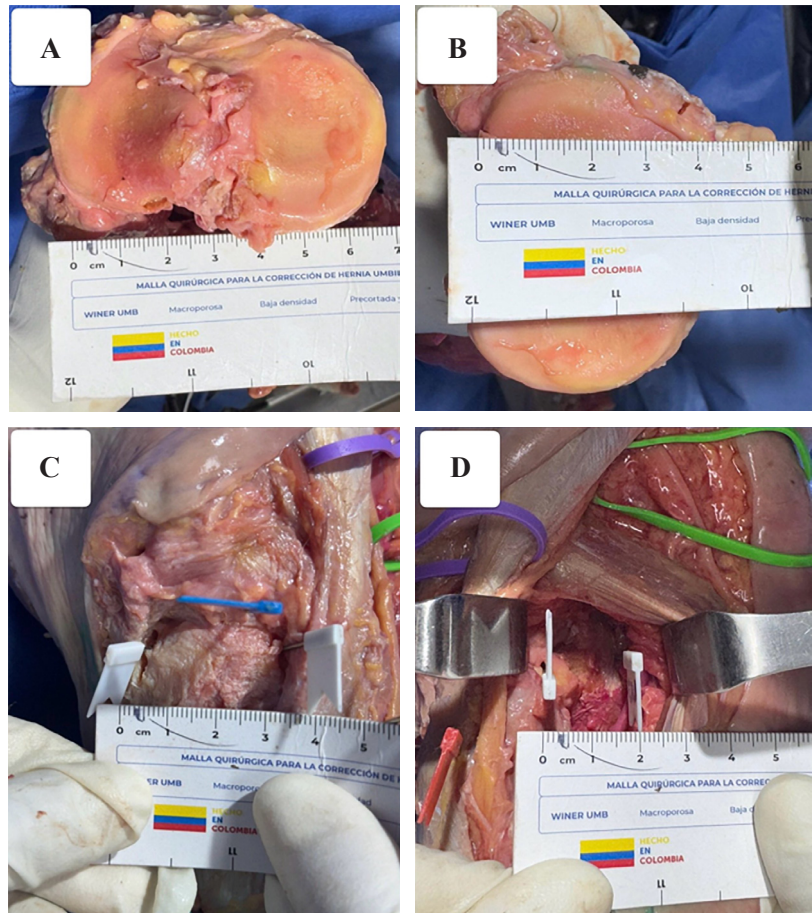 A
0 cm 1 2 3 4 5 6 7
MALLA QUIRÚRGICA PARA LA CORRECCIÓN DE HERNIA UMBI
WINER UMB Macroporosa Baja densidad Precortada
HECHO
EN
COLOMBIA
12 11 10
B
0 cm 1 2 3 4 5 6
MALLA QUIRÚRGICA PARA LA CORRECCIÓN DE HERNI
WINER UMB Macroporosa Baja densidad Pre
HECHO
EN
COLOMBIA
12 11 10
C
0 cm 1 2 3 4 5
MALLA QUIRÚRGICA PARA LA CORRECCIÓN DE H
ER UMB Macropo dad
HECHO
EN
COLOMBIA
11
D
0 cm 1 2 3 4 5
MALLA QUIRÚRGICA PARA LA CORREC
WINER UMB Macroporosa Baja d
HECHO
EN
COLOMBIA
11